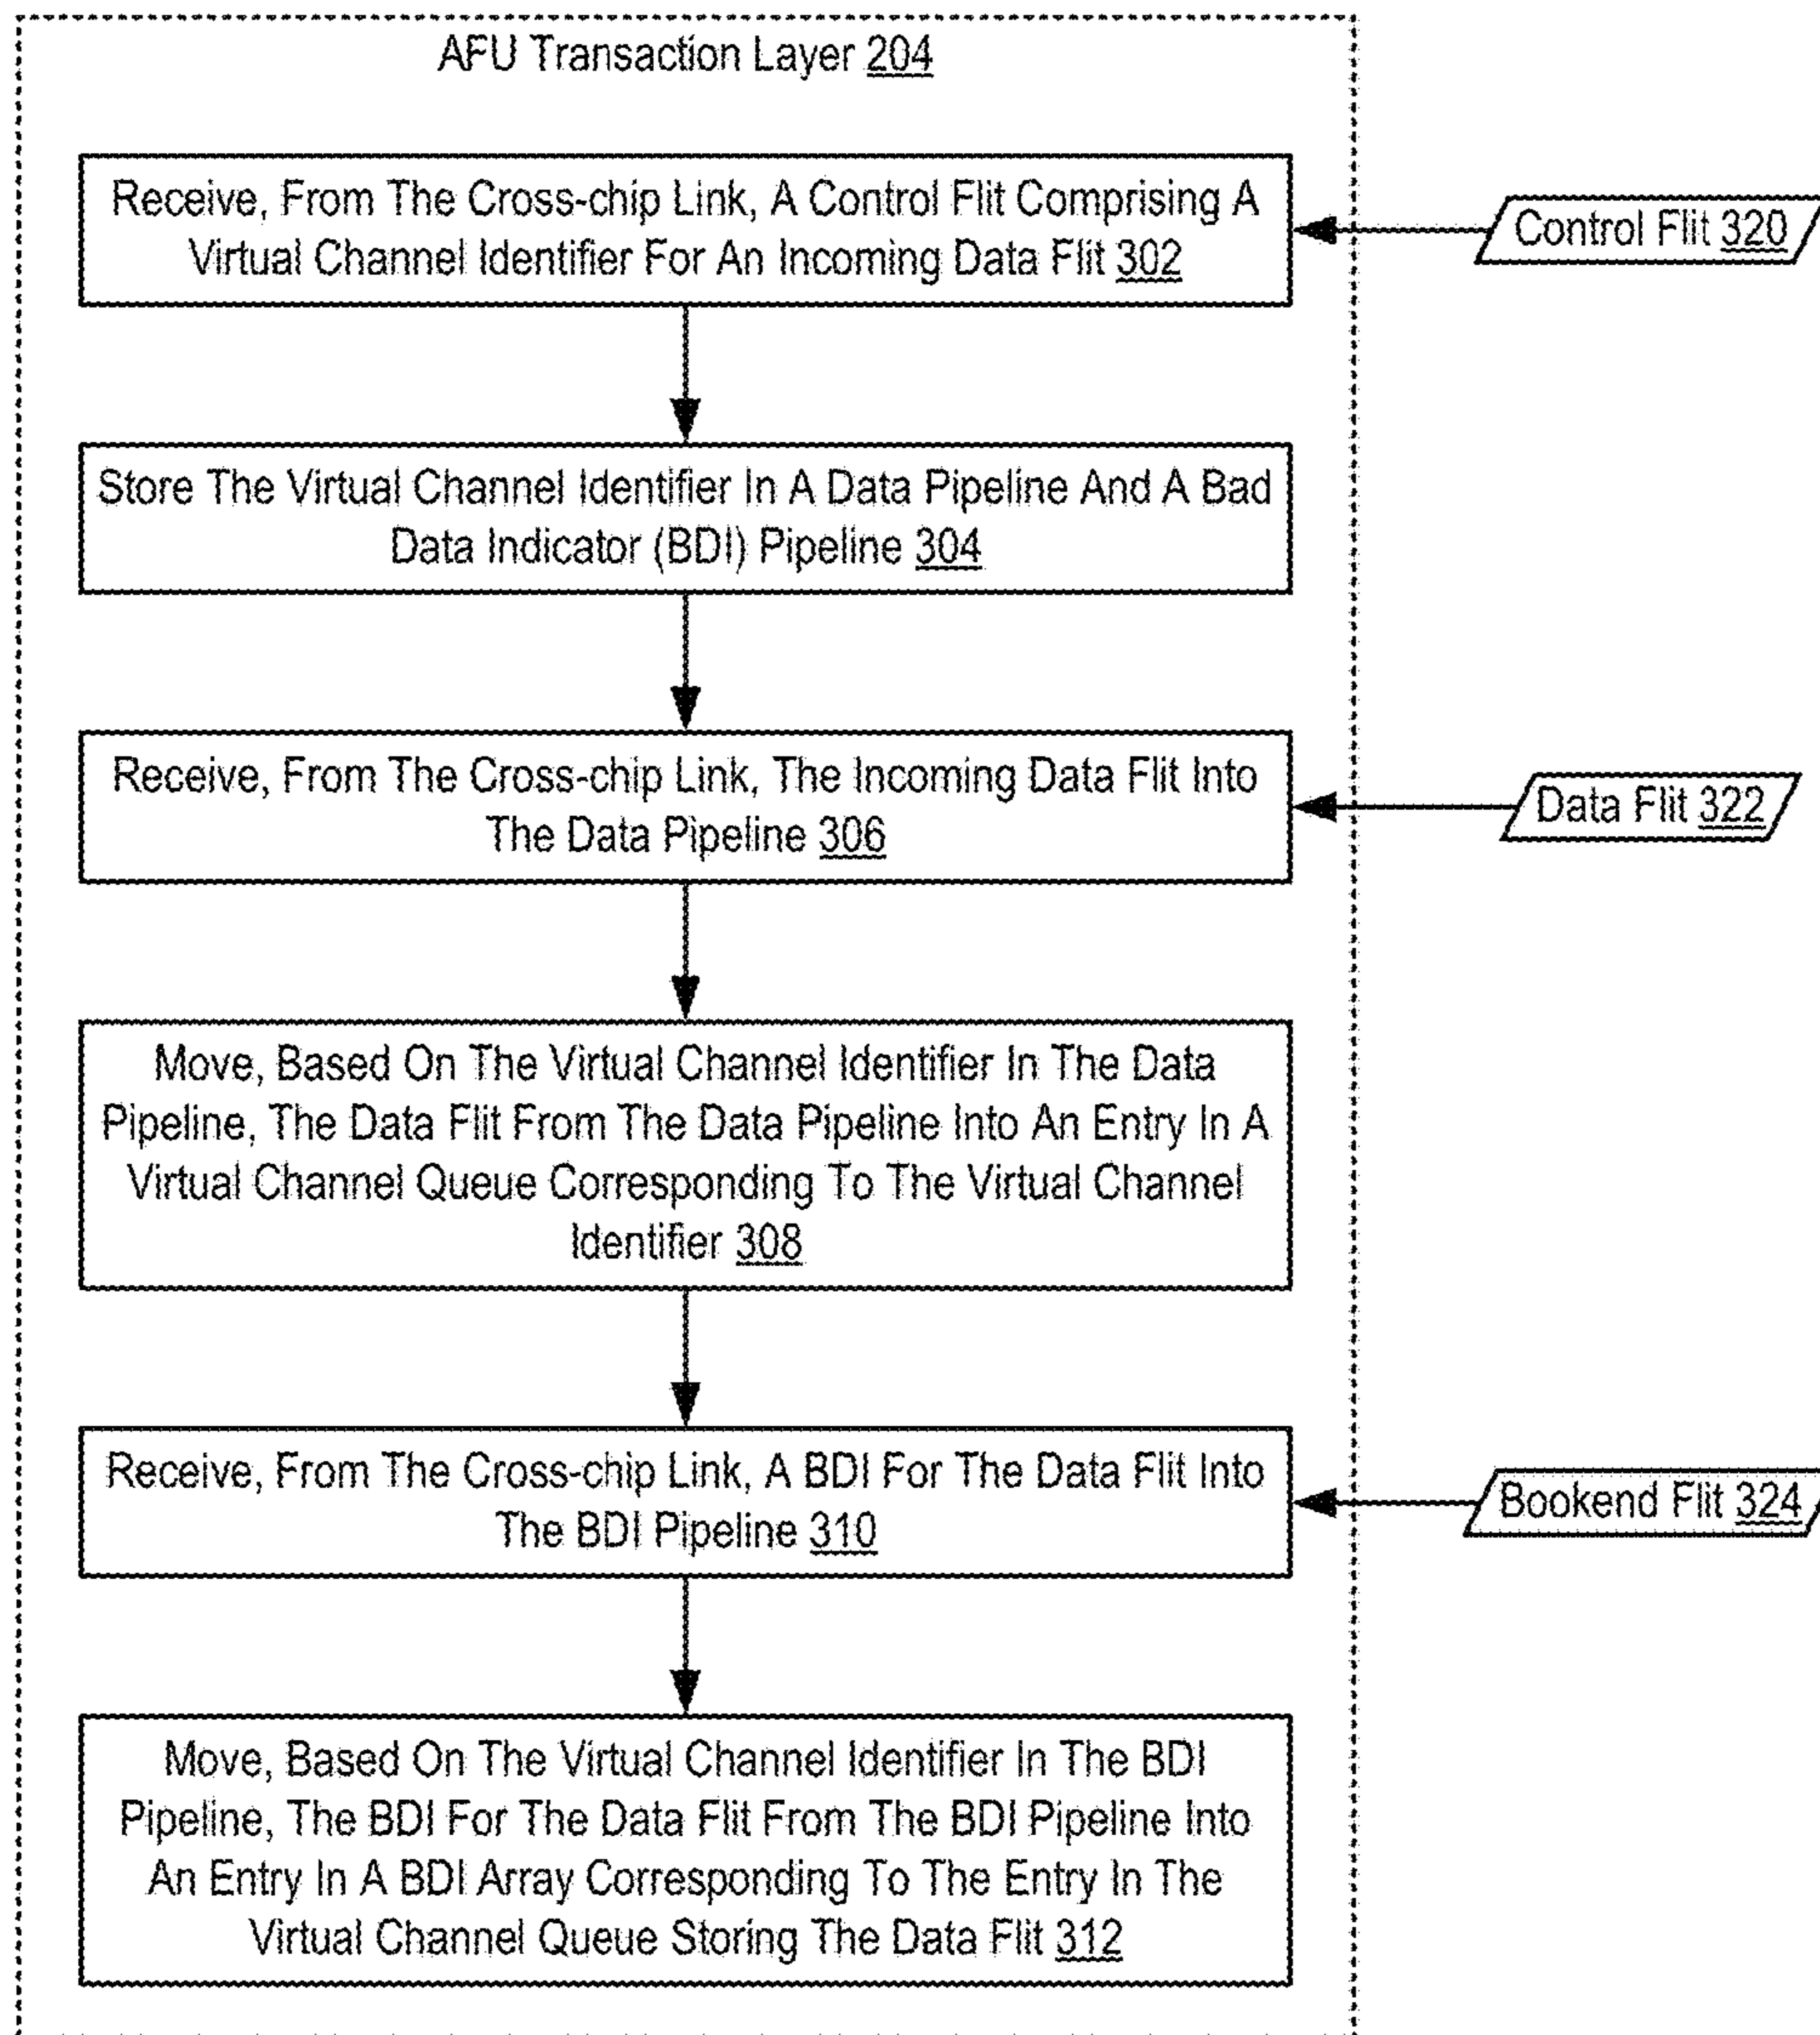 AFU Transaction Layer 204
Receive, From The Cross-chip Link, A Control Flit Comprising A
Virtual Channel Identifier For An Incoming Data Flit 302
Control Flit 320
Store The Virtual Channel Identifier In A Data Pipeline And A Bad
Data Indicator (BDI) Pipeline 304
Receive, From The Cross-chip Link, The Incoming Data Flit Into
The Data Pipeline 306
Data Flit 322
Move, Based On The Virtual Channel Identifier In The Data
Pipeline, The Data Flit From The Data Pipeline Into An Entry In A
Virtual Channel Queue Corresponding To The Virtual Channel
Identifier 308
Receive, From The Cross-chip Link, A BDI For The Data Flit Into
The BDI Pipeline 310
Bookend Flit 324
Move, Based On The Virtual Channel Identifier In The BDI
Pipeline, The BDI For The Data Flit From The BDI Pipeline Into
An Entry In A BDI Array Corresponding To The Entry In The
Virtual Channel Queue Storing The Data Flit 312